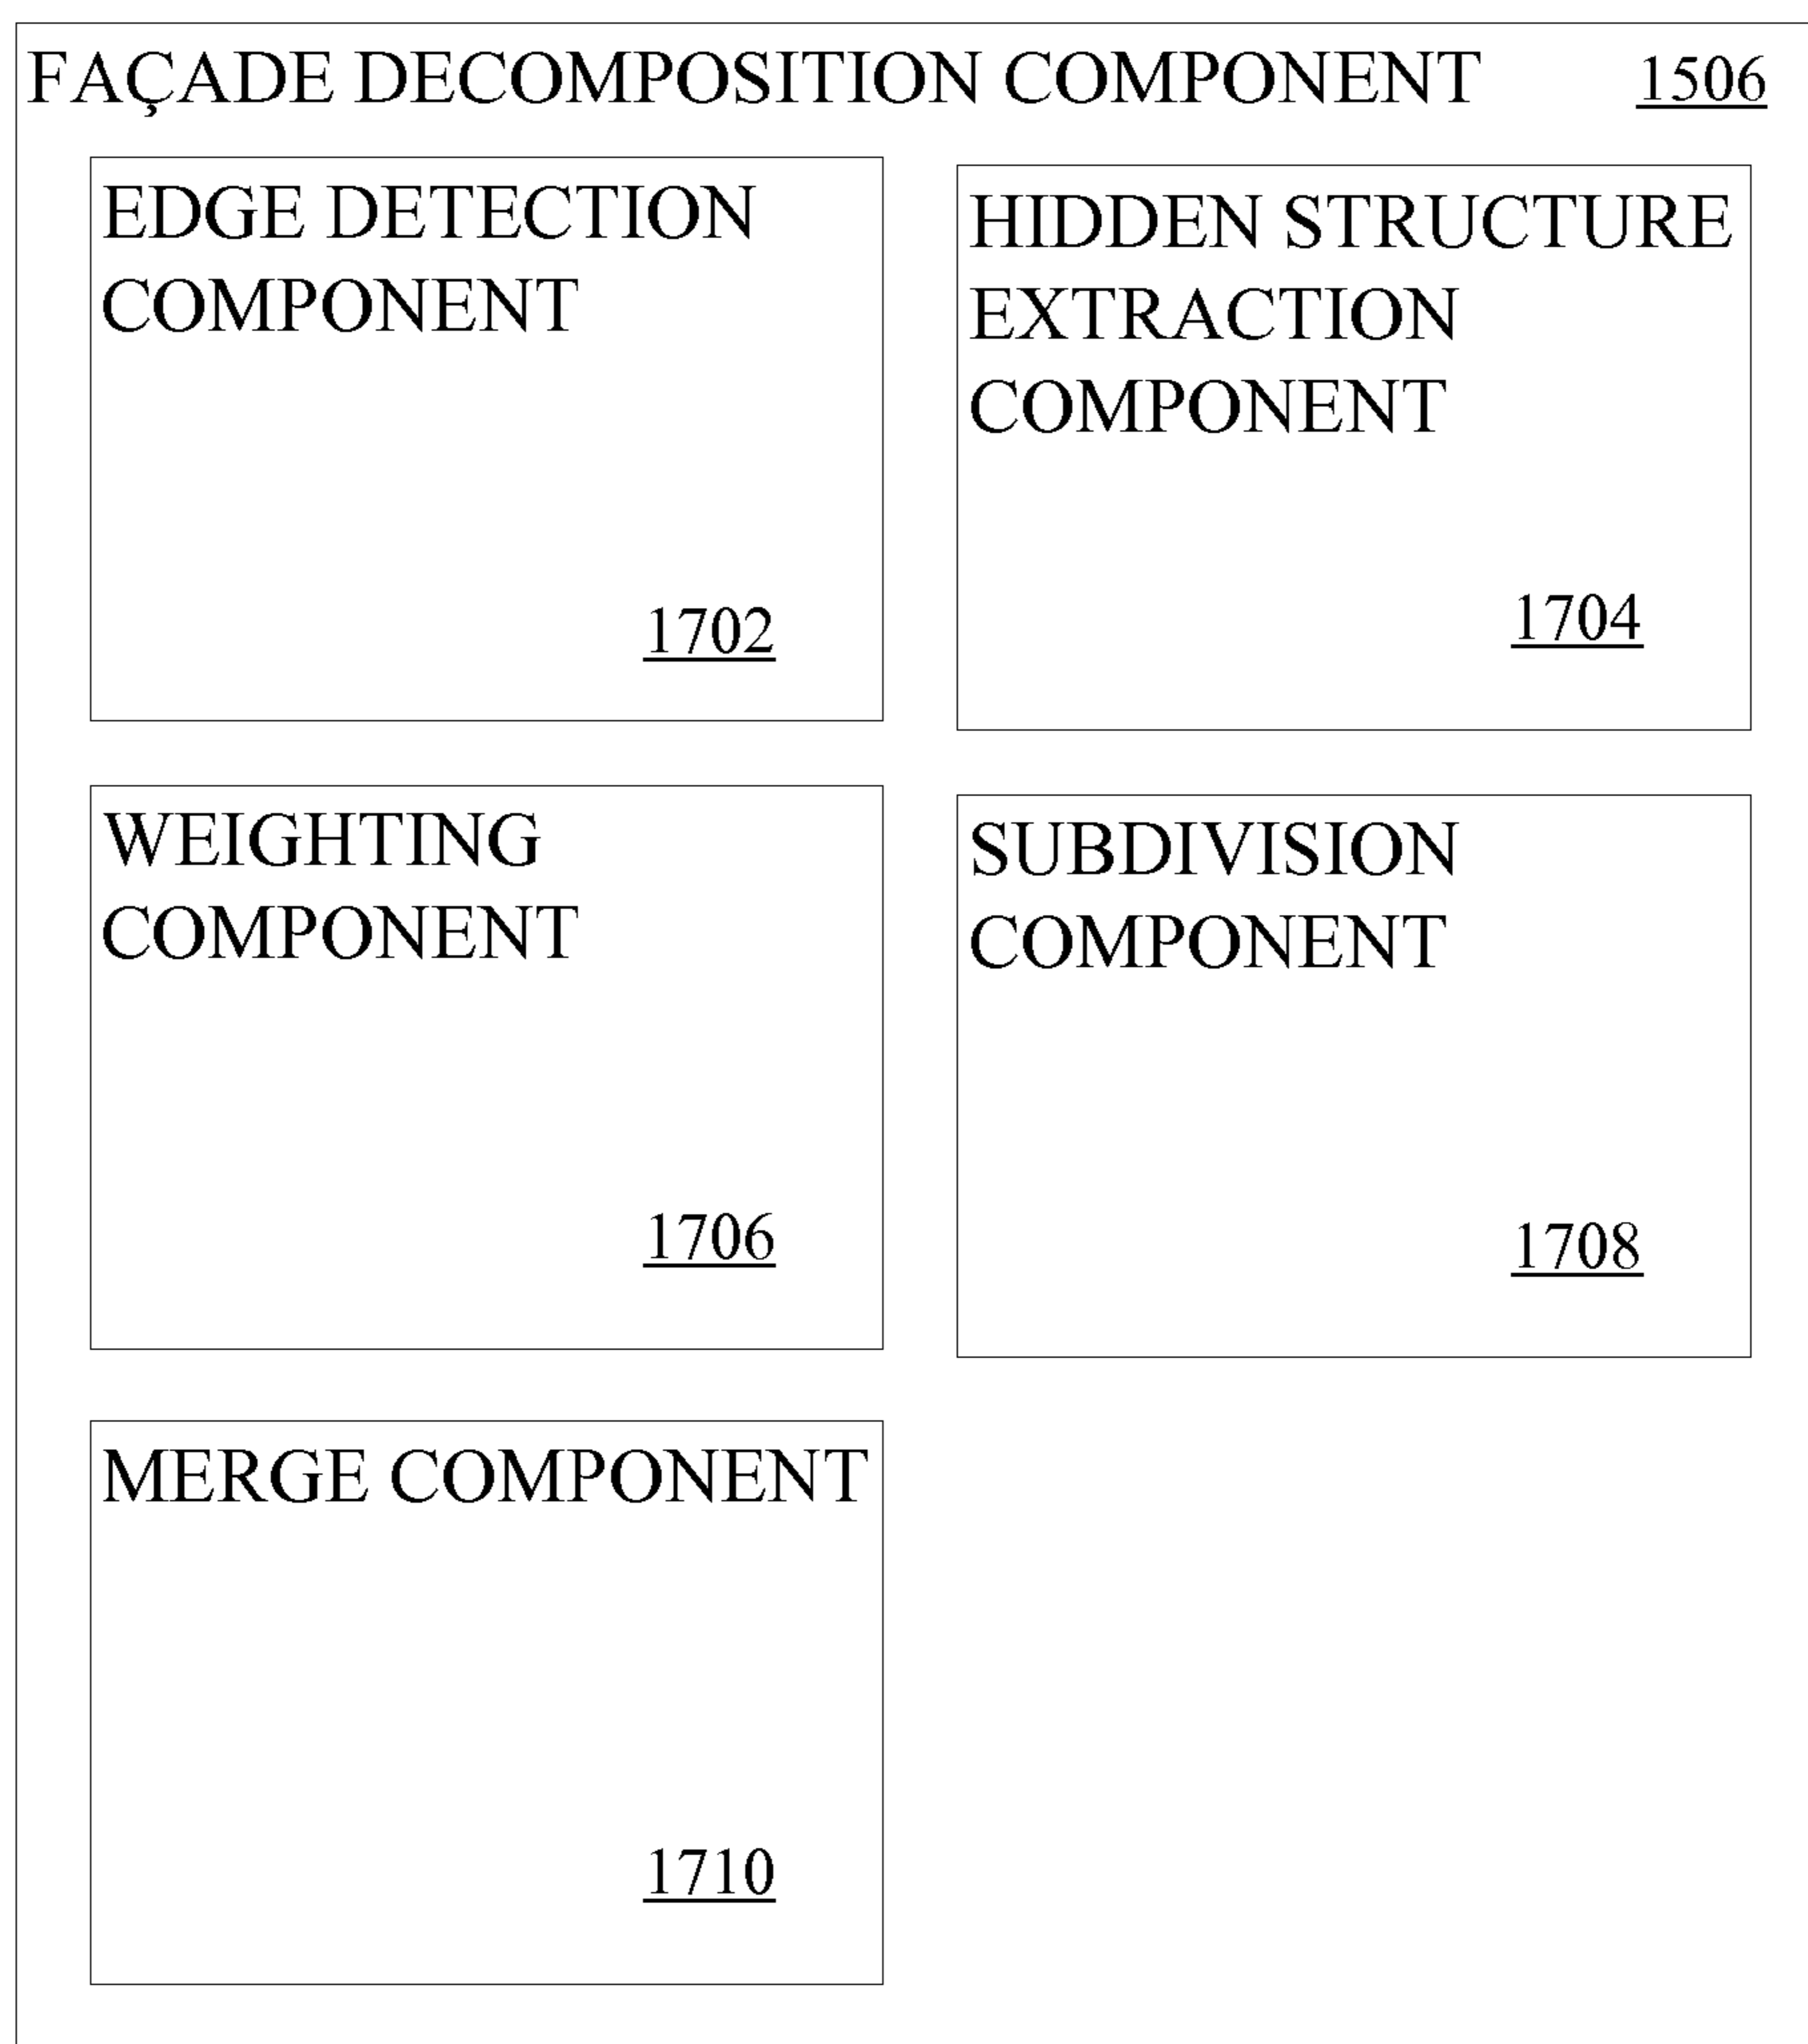 FAÇADE DECOMPOSITION COMPONENT 1506
EDGE DETECTION
COMPONENT
1702
HIDDEN STRUCTURE
EXTRACTION
COMPONENT
1704
WEIGHTING
COMPONENT
1706
SUBDIVISION
COMPONENT
1708
MERGE COMPONENT
1710